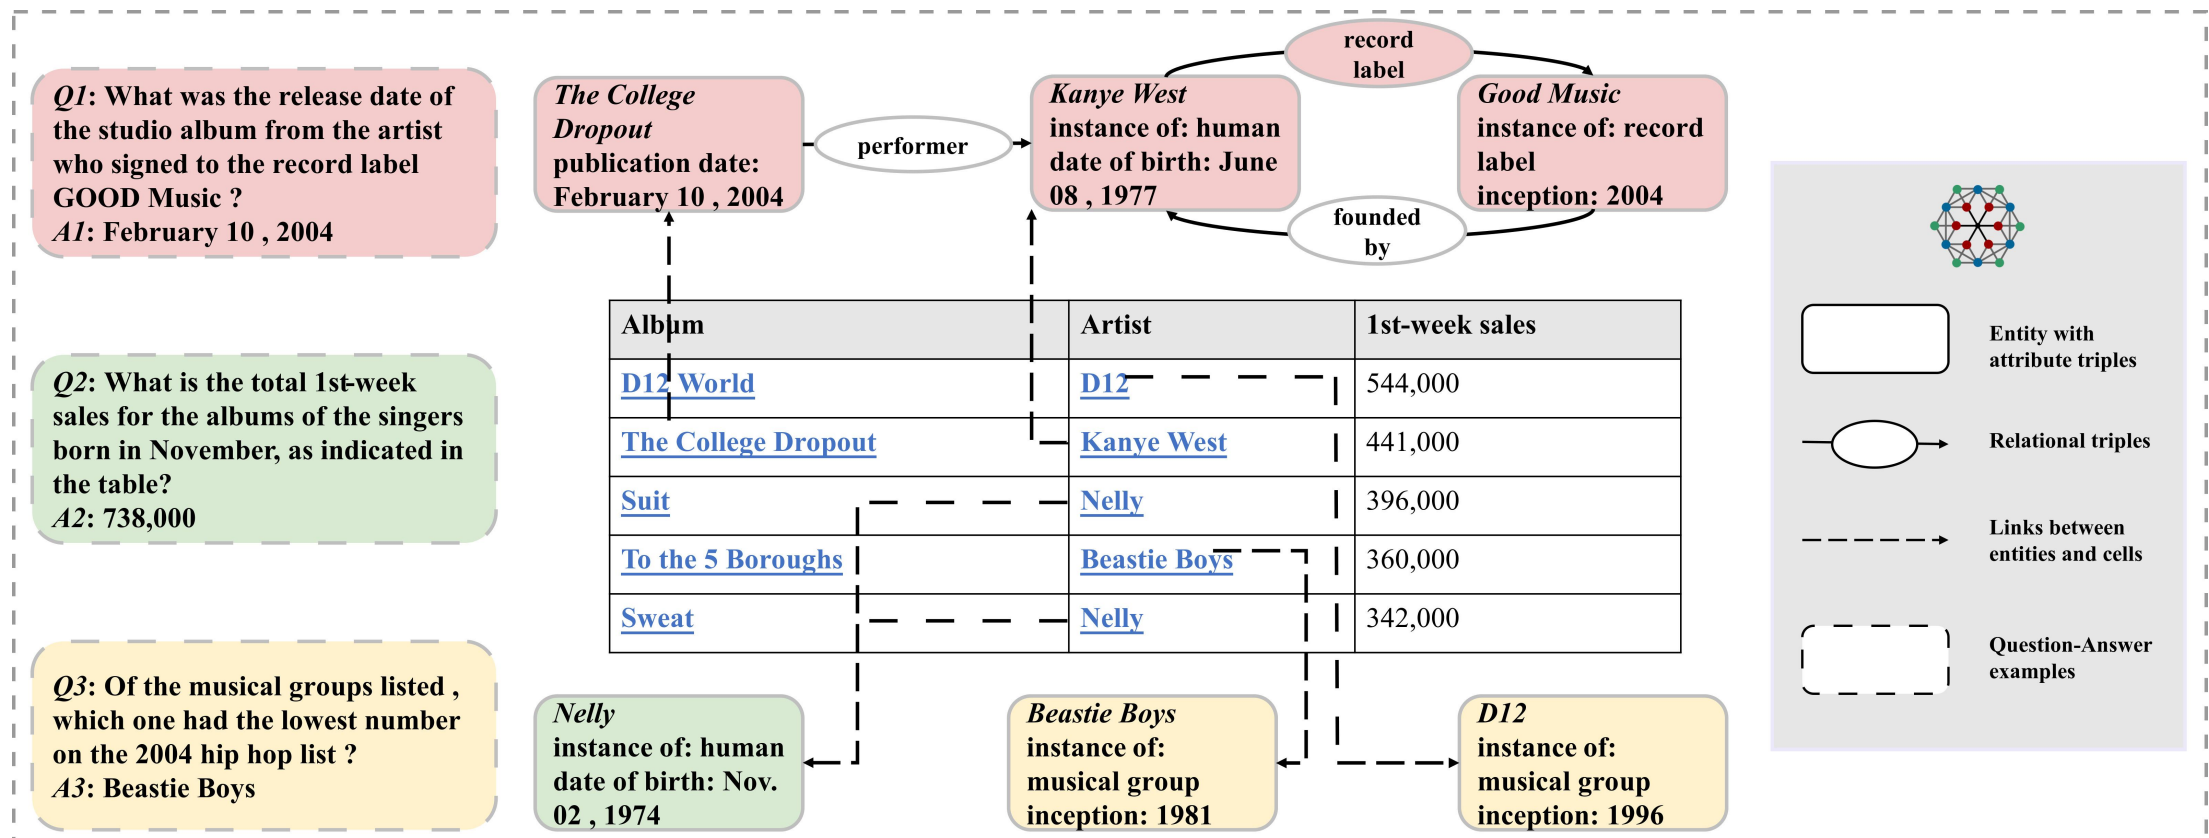 Q1: What was the release date of
the studio album from the artist
who signed to the record label
GOOD Music ?
A1: February 10 , 2004
Q2: What is the total 1st-week
sales for the albums of the singers
born in November, as indicated in
the table?
A2: 738,000
Q3: Of the musical groups listed ,
which one had the lowest number
on the 2004 hip hop list ?
A3: Beastie Boys
The College
Dropout
publication date:
February 10 , 2004
performer
Kanye West
instance of: human
date of birth: June
08 , 1977
record
label
founded
by
Good Music
instance of: record
label
inception: 2004
Album Artist 1st-week sales
D12 World D12 544,000
The College Dropout Kanye West 441,000
Suit Nelly 396,000
To the 5 Boroughs Beastie Boys 360,000
Sweat Nelly 342,000
Nelly
instance of: human
date of birth: Nov.
02 , 1974
Beastie Boys
instance of:
musical group
inception: 1981
D12
instance of:
musical group
inception: 1996
Entity with
attribute triples
Relational triples
Links between
entities and cells
Question-Answer
examples